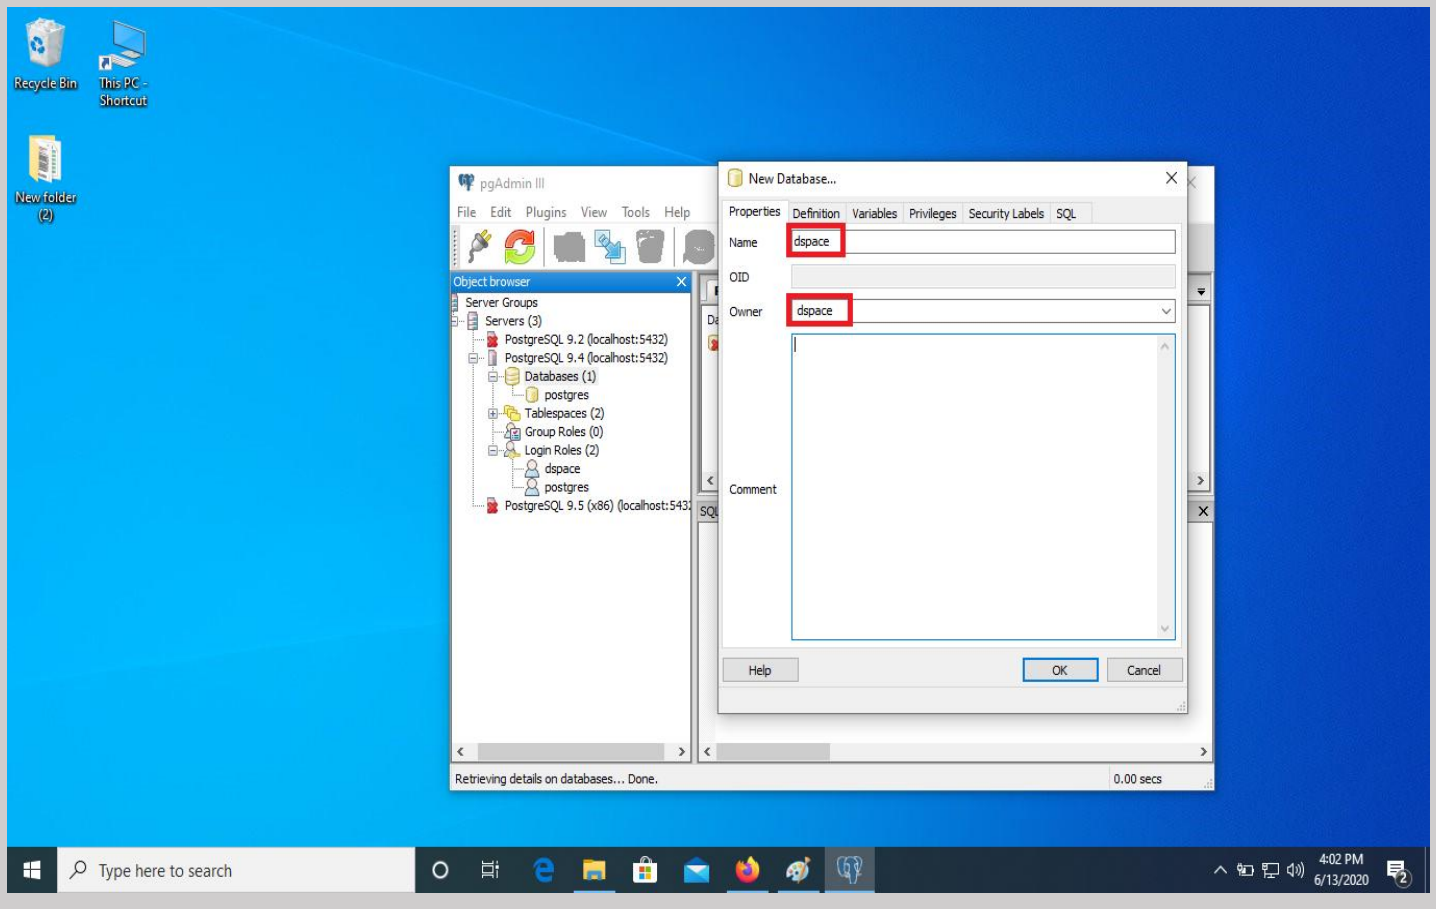 Recycle Bin
This PC -
Shortcut
New folder
(2)
pgAdmin III
File Edit Plugins View Tools Help
Object browser
Server Groups
Servers (3)
PostgreSQL 9.2 (localhost:5432)
PostgreSQL 9.4 (localhost:5432)
Databases (1)
postgres
Tablespaces (2)
Group Roles (0)
Login Roles (2)
dspace
postgres
PostgreSQL 9.5 (x86) (localhost:543
SQL
Retrieving details on databases... Done.
0.00 secs
New Database...
Properties Definition Variables Privileges Security Labels SQL
Name dspace
OID
Owner dspace
Comment
Help OK Cancel
Type here to search
4:02 PM
6/13/2020
2